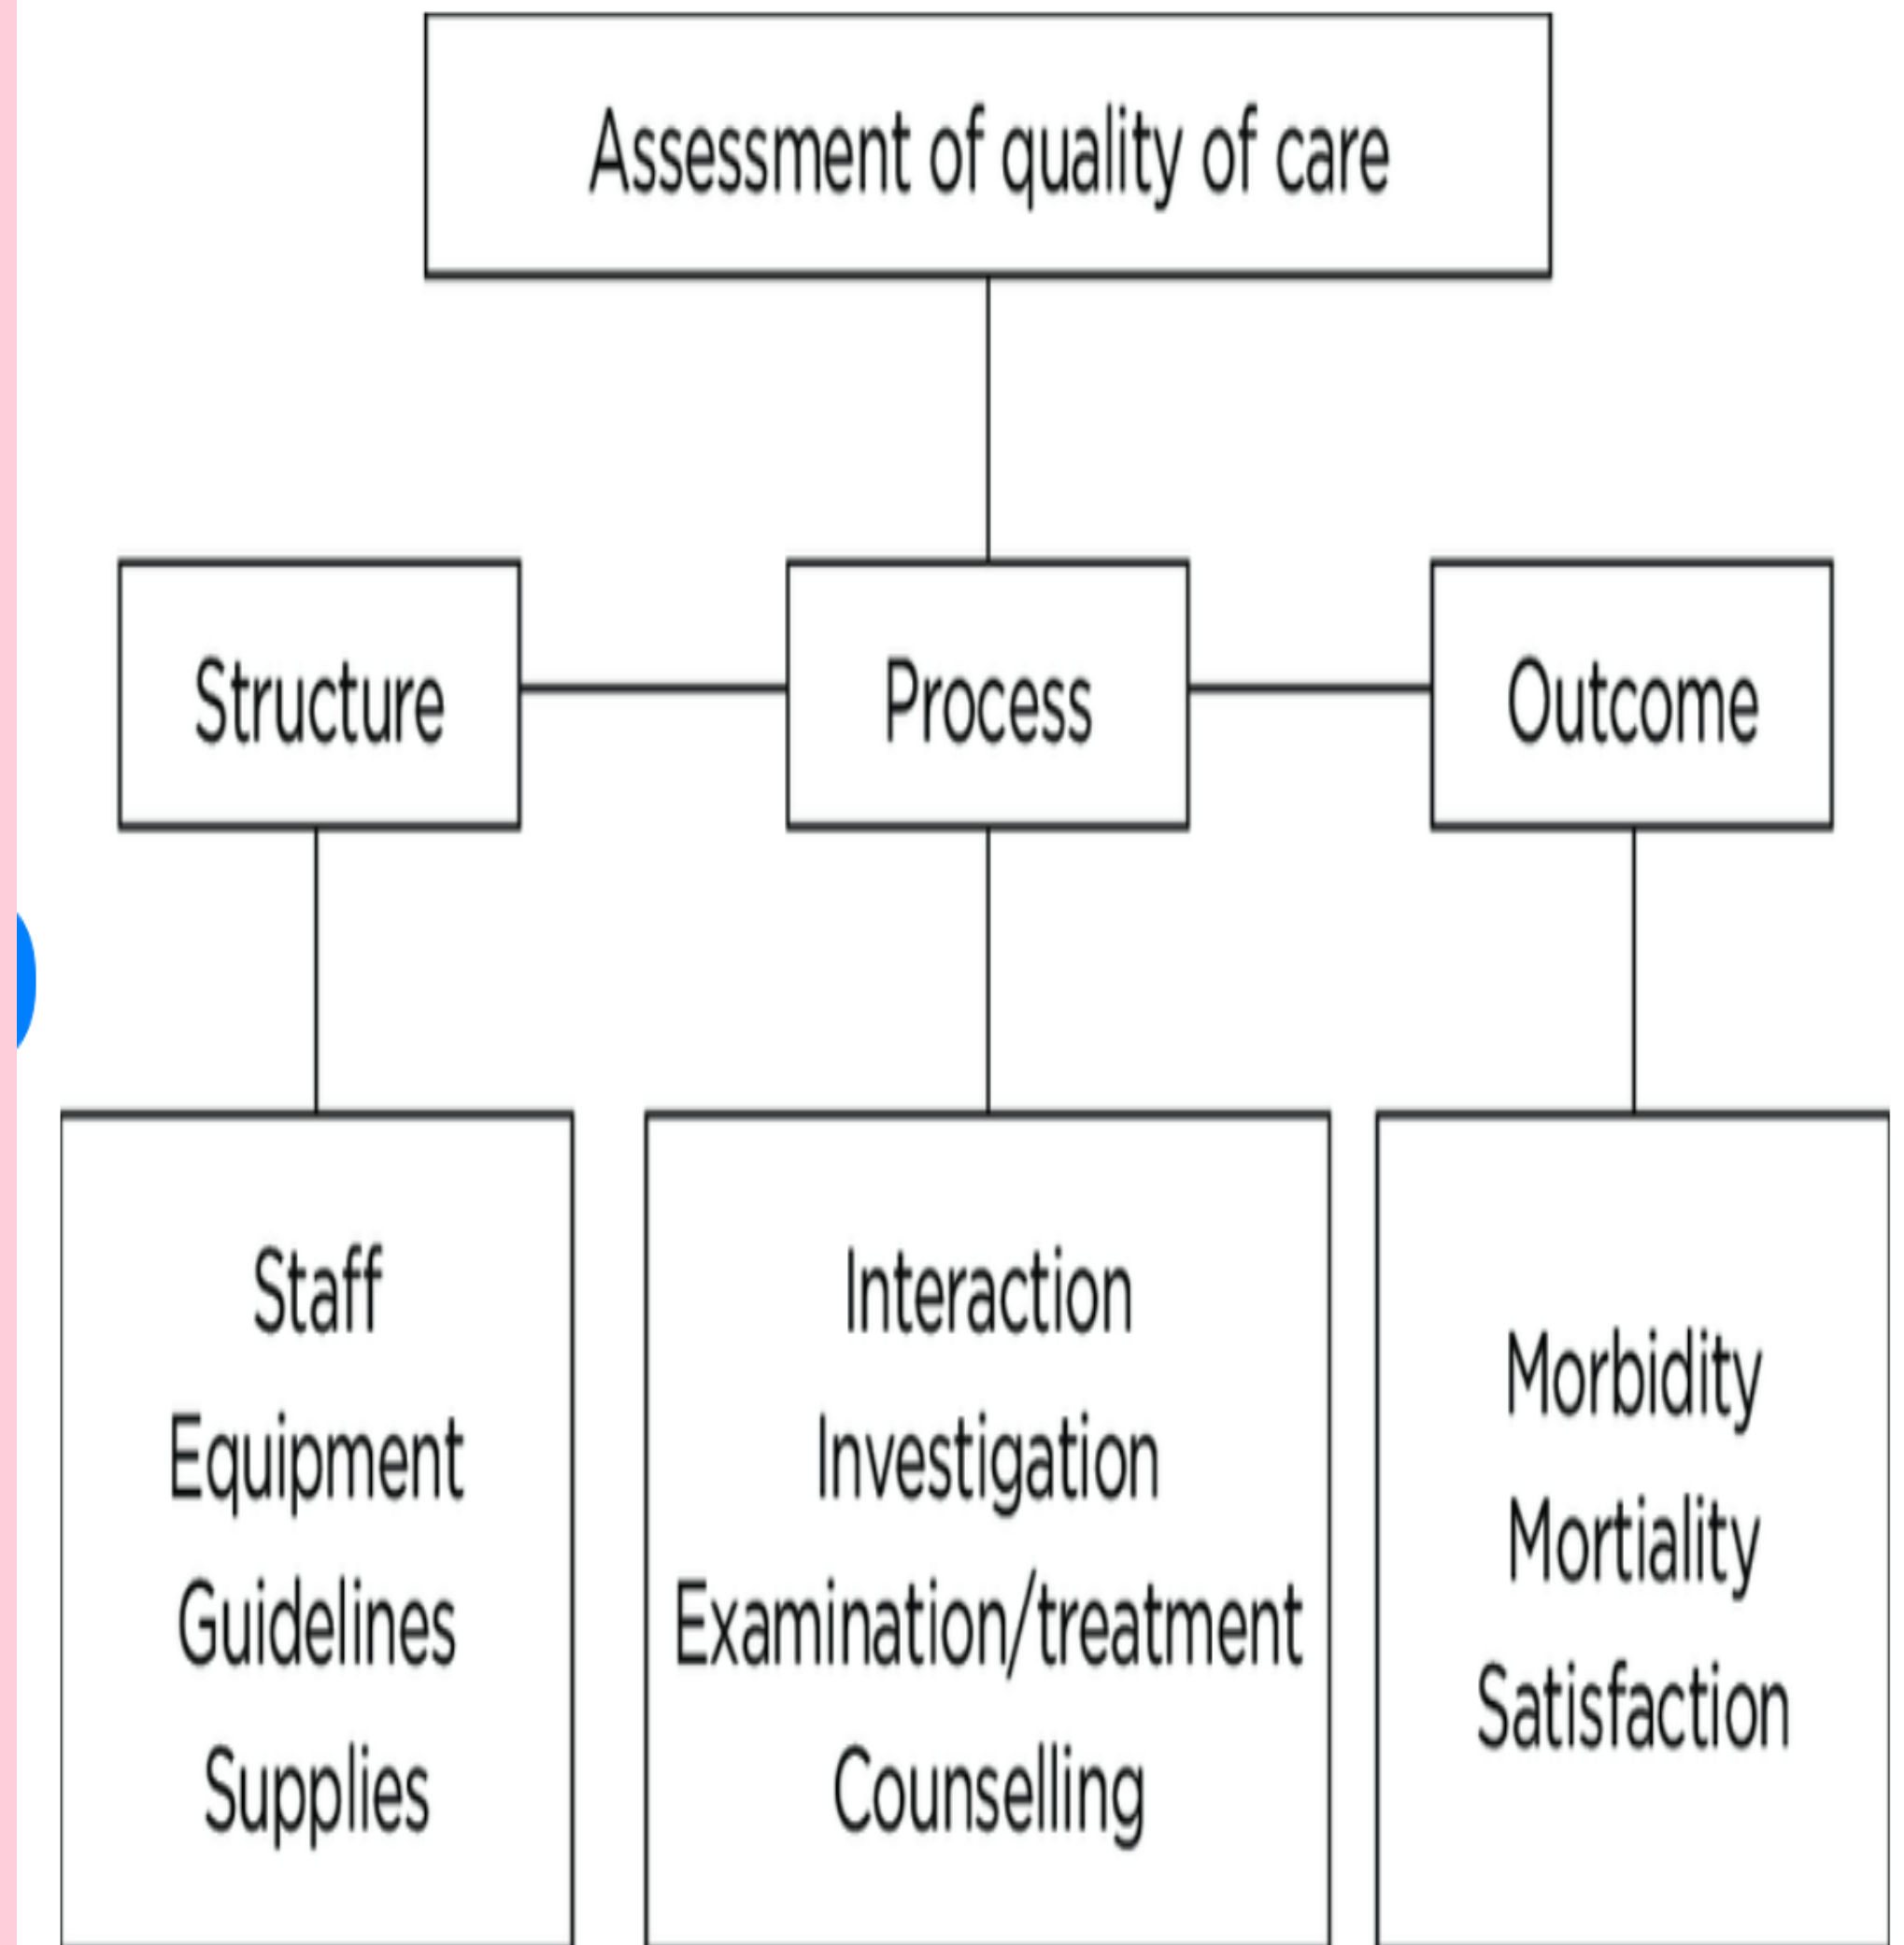 Assessment of quality of care
Structure
Process
Outcome
Staff
Equipment
Guidelines
Supplies
Interaction
Investigation
Examination/treatment
Counselling
Morbidity
Mortiality
Satisfaction